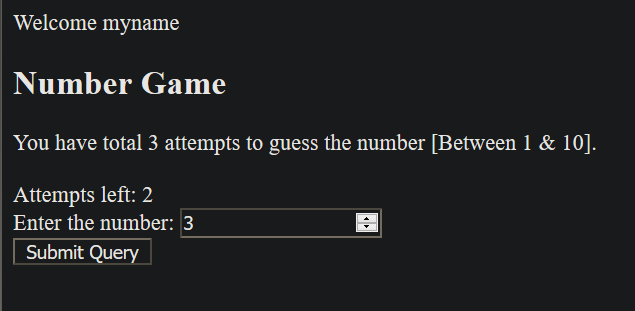 Welcome myname
Number Game
You have total 3 attempts to guess the number [Between 1 & 10].
Attempts left: 2
Enter the number: 3
Submit Query